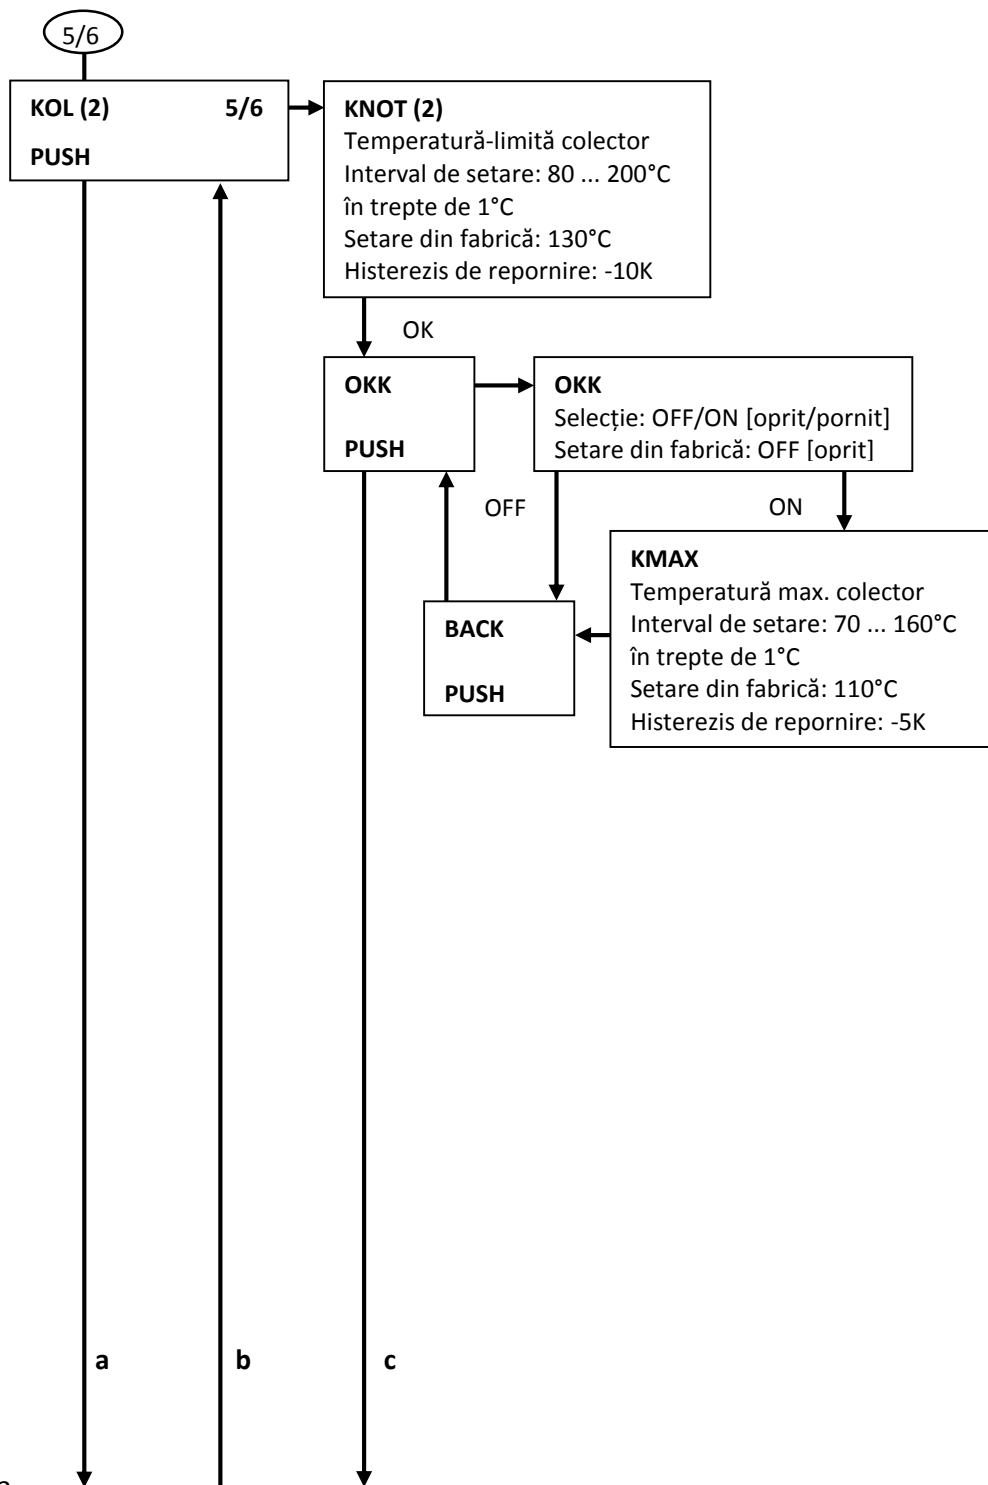 5/6
KOL (2) 5/6
PUSH
KNOT (2)
Temperatură-limită colector
Interval de setare: 80 ... 200°C
în trepte de 1°C
Setare din fabrică: 130°C
Histerezis de repornire: -10K
OK
OKK
PUSH
OKK
Selecție: OFF/ON [oprit/pornit]
Setare din fabrică: OFF [oprit]
OFF
ON
KMAX
Temperatură max. colector
Interval de setare: 70 ... 160°C
în trepte de 1°C
Setare din fabrică: 110°C
Histerezis de repornire: -5K
BACK
PUSH
a
b
c